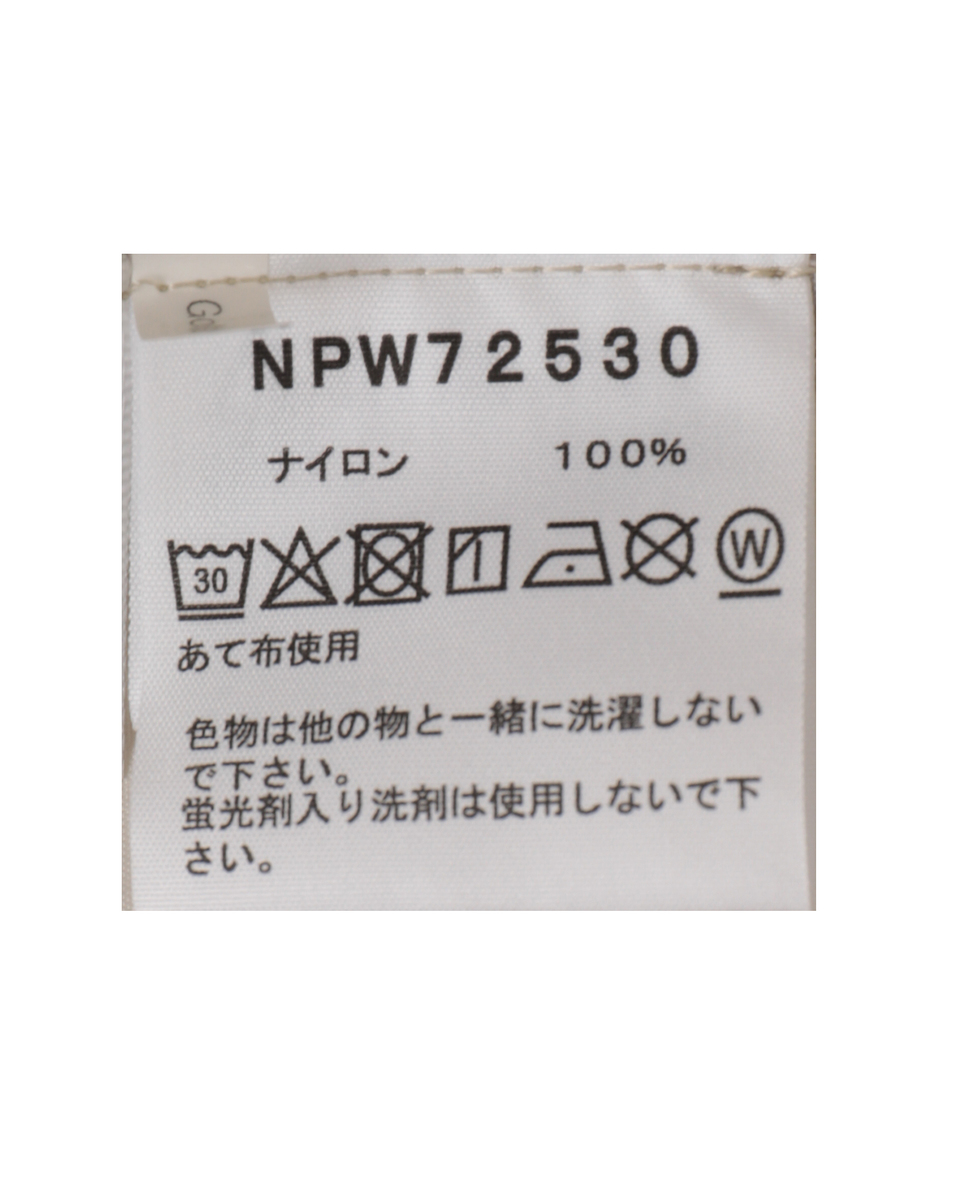 NPW72530
ナイロン 100%
30
W
あて布使用
色物は他の物と一緒に洗濯しない
で下さい。
蛍光剤入り洗剤は使用しないで下
さい。